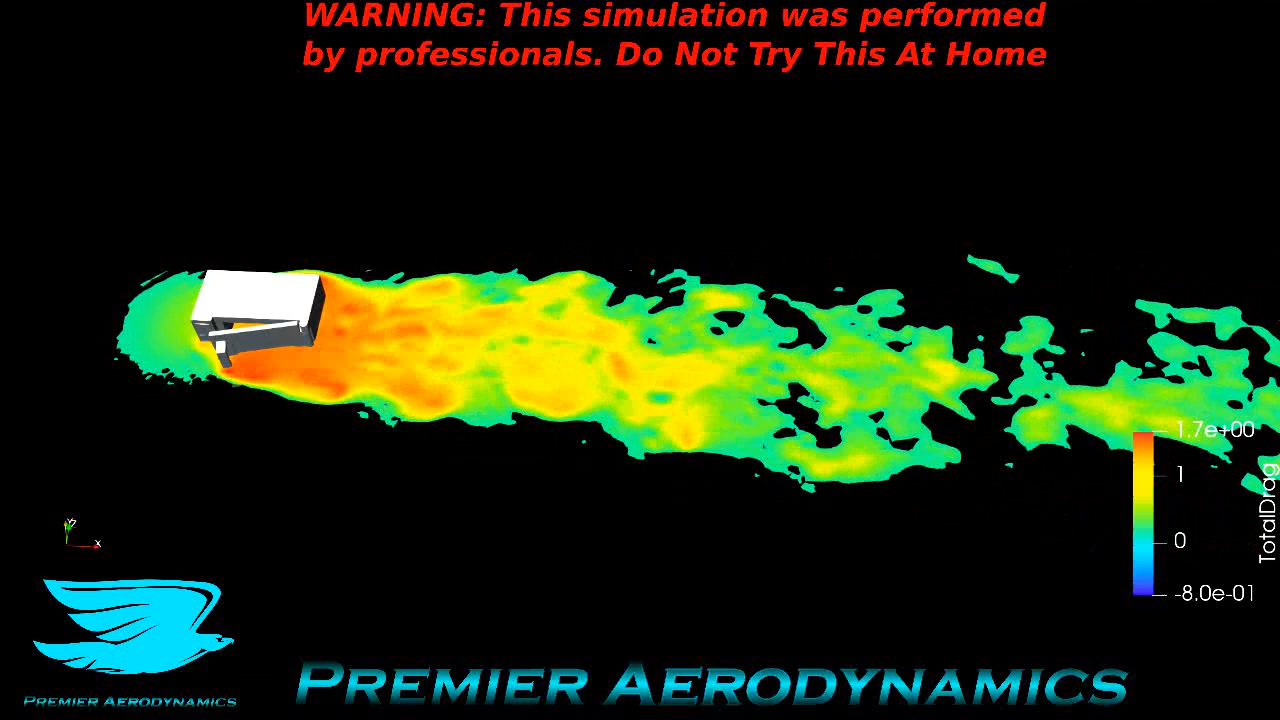 WARNING: This simulation was performed
by professionals. Do Not Try This At Home
1.7e+00
1
0
-8.0e-01
TotalDrag
X
PREMIER AERODYNAMICS
PREMIER AERODYNAMICS